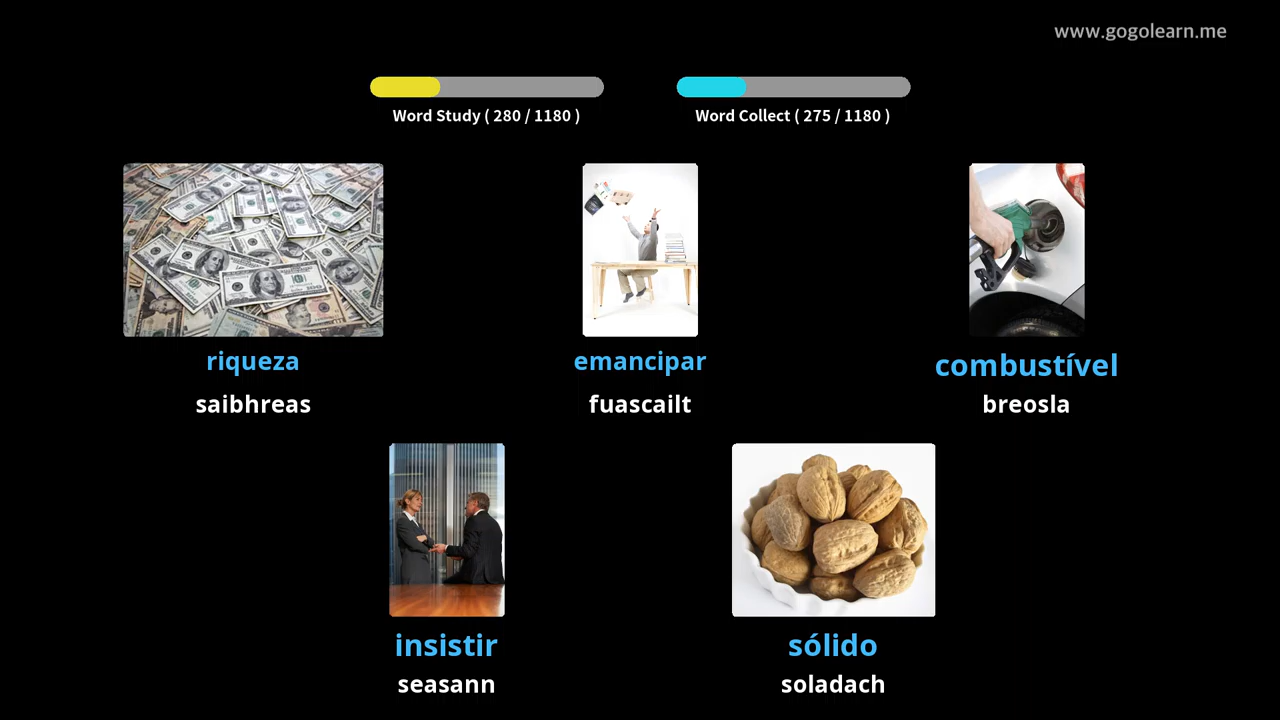 www.gogolearn.me
Word Study ( 280 / 1180 )
Word Collect ( 275 / 1180 )
riqueza
emancipar
combustível
saibhreas
fuascailt
breosla
insistir
sólido
seasann
soladach